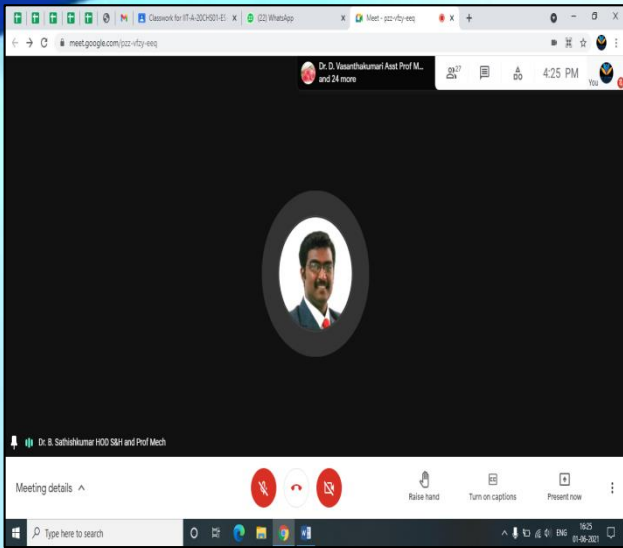 Classwork for IIT-A-20CHS01-E
(22) WhatsApp
Meet - pzz-vfzy-eeq
meet.google.com/pzz-vfzy-eeq
Dr. D. Vasanthakumari Asst Prof M...
and 24 more
27
4:25 PM
You
Dr. B. Sathishkumar HOD S&H and Prof Mech
Meeting details
Raise hand
Turn on captions
Present now
Type here to search
ENG
16:25
01-06-2021